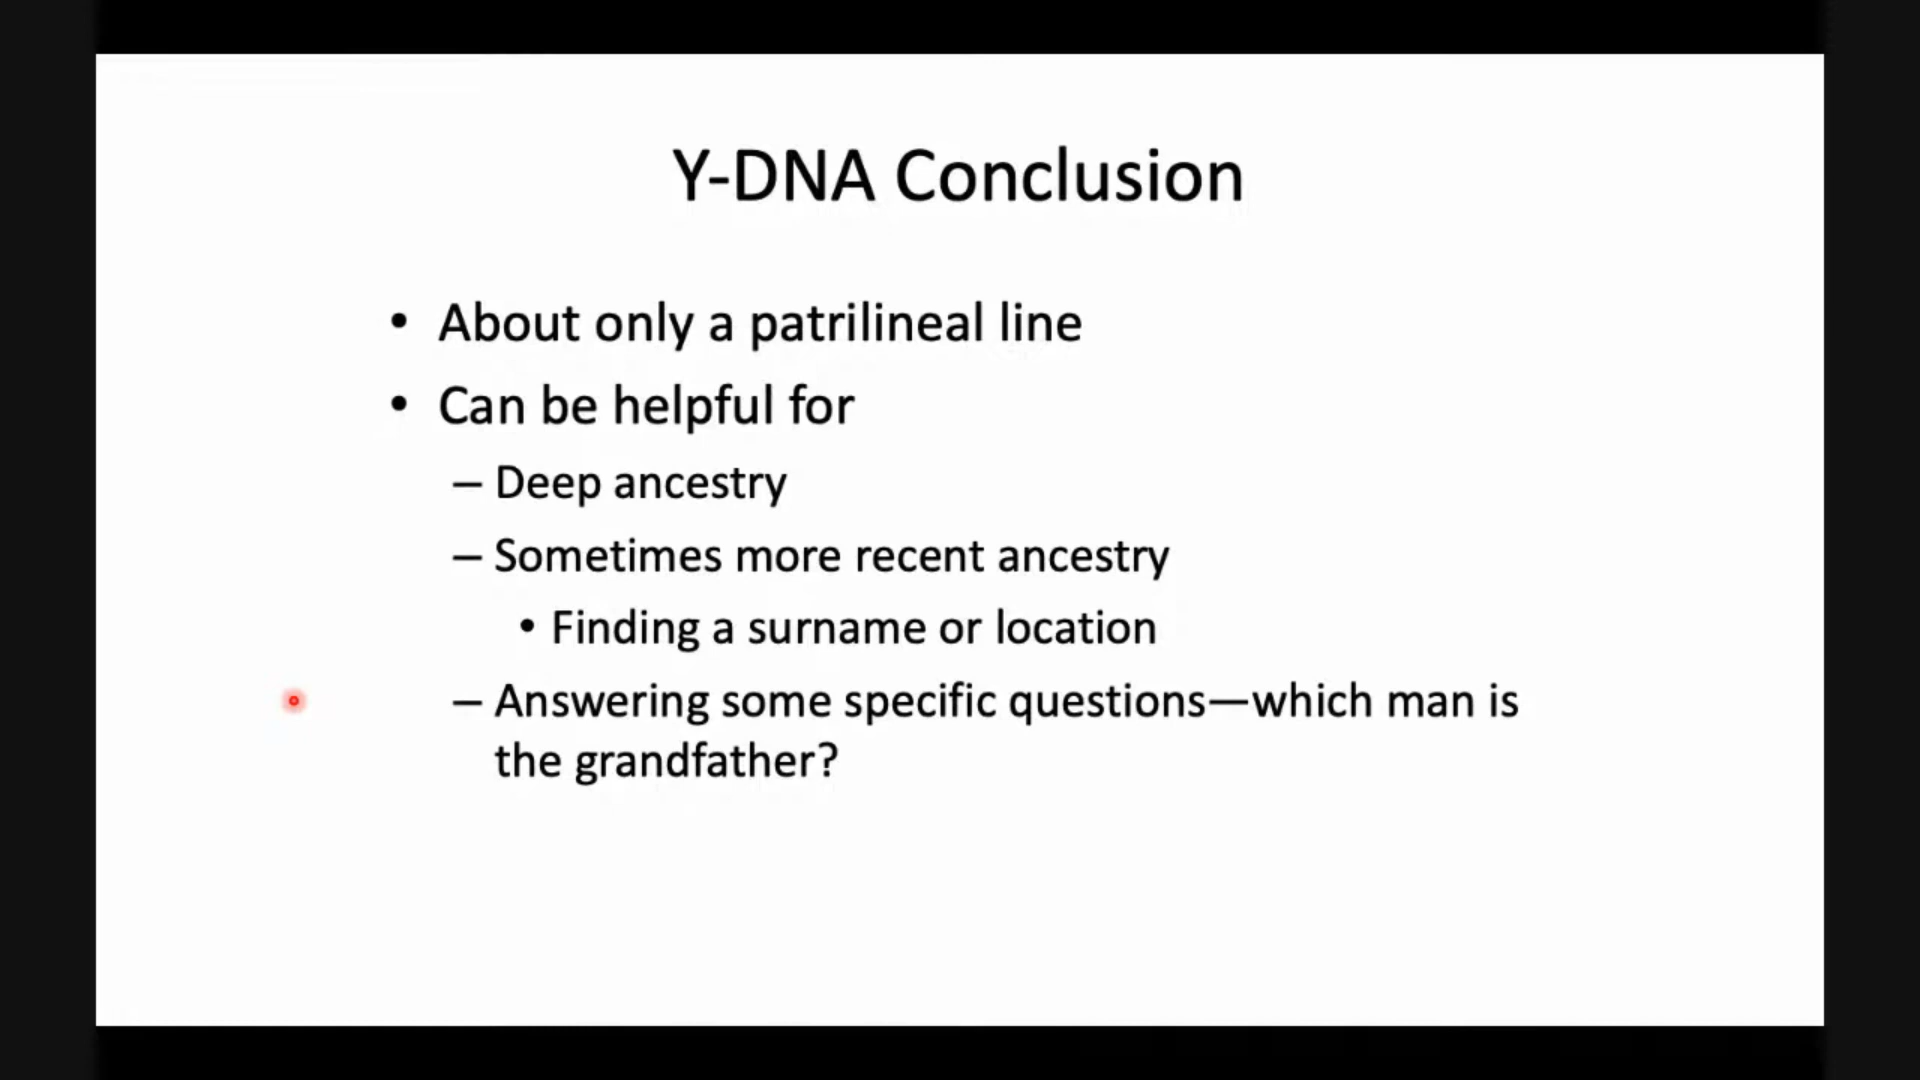 Y-DNA Conclusion
• About only a patrilineal line
• Can be helpful for
– Deep ancestry
– Sometimes more recent ancestry
• Finding a surname or location
– Answering some specific questions—which man is
the grandfather?